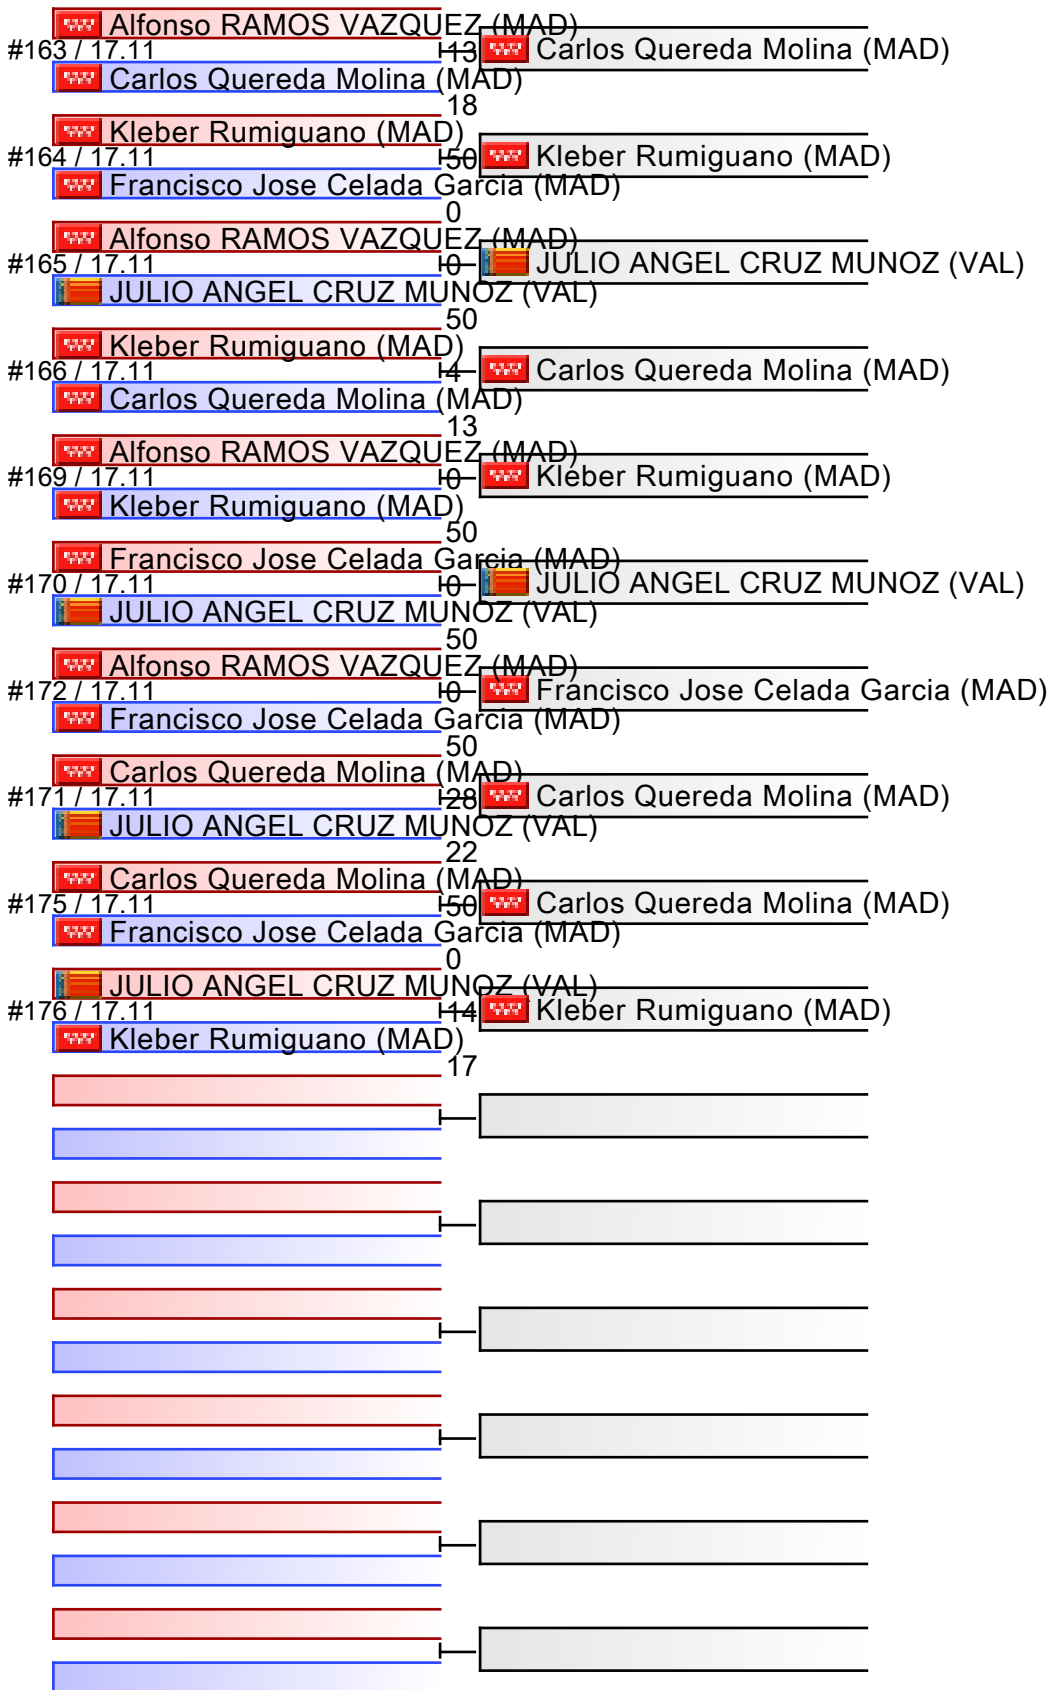 Alfonso RAMOS VAZQUEZ (MAD)
#163 / 17.11 13 Carlos Quereda Molina (MAD)
Carlos Quereda Molina (MAD)
18
Kleber Rumiguano (MAD)
#164 / 17.11 50 Kleber Rumiguano (MAD)
Francisco Jose Celada Garcia (MAD)
0
Alfonso RAMOS VAZQUEZ (MAD)
#165 / 17.11 0 JULIO ANGEL CRUZ MUNOZ (VAL)
JULIO ANGEL CRUZ MUNOZ (VAL)
50
Kleber Rumiguano (MAD)
#166 / 17.11 4 Carlos Quereda Molina (MAD)
Carlos Quereda Molina (MAD)
13
Alfonso RAMOS VAZQUEZ (MAD)
#169 / 17.11 0 Kleber Rumiguano (MAD)
Kleber Rumiguano (MAD)
50
Francisco Jose Celada Garcia (MAD)
#170 / 17.11 0 JULIO ANGEL CRUZ MUNOZ (VAL)
JULIO ANGEL CRUZ MUNOZ (VAL)
50
Alfonso RAMOS VAZQUEZ (MAD)
#172 / 17.11 0 Francisco Jose Celada Garcia (MAD)
Francisco Jose Celada Garcia (MAD)
50
Carlos Quereda Molina (MAD)
#171 / 17.11 28 Carlos Quereda Molina (MAD)
JULIO ANGEL CRUZ MUNOZ (VAL)
22
Carlos Quereda Molina (MAD)
#175 / 17.11 50 Carlos Quereda Molina (MAD)
Francisco Jose Celada Garcia (MAD)
0
JULIO ANGEL CRUZ MUNOZ (VAL)
#176 / 17.11 14 Kleber Rumiguano (MAD)
Kleber Rumiguano (MAD)
17